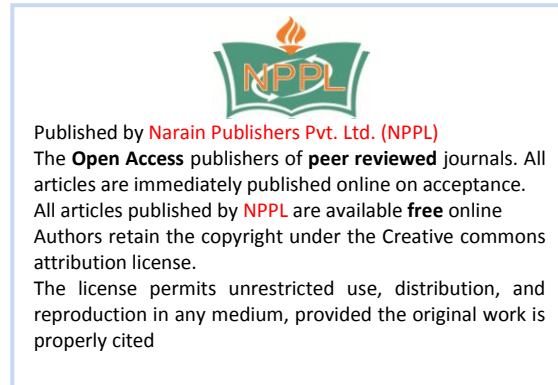 NPPL
Published by Narain Publishers Pvt. Ltd. (NPPL)
The Open Access publishers of peer reviewed journals. All
articles are immediately published online on acceptance.
All articles published by NPPL are available free online
Authors retain the copyright under the Creative commons
attribution license.
The license permits unrestricted use, distribution, and
reproduction in any medium, provided the original work is
properly cited